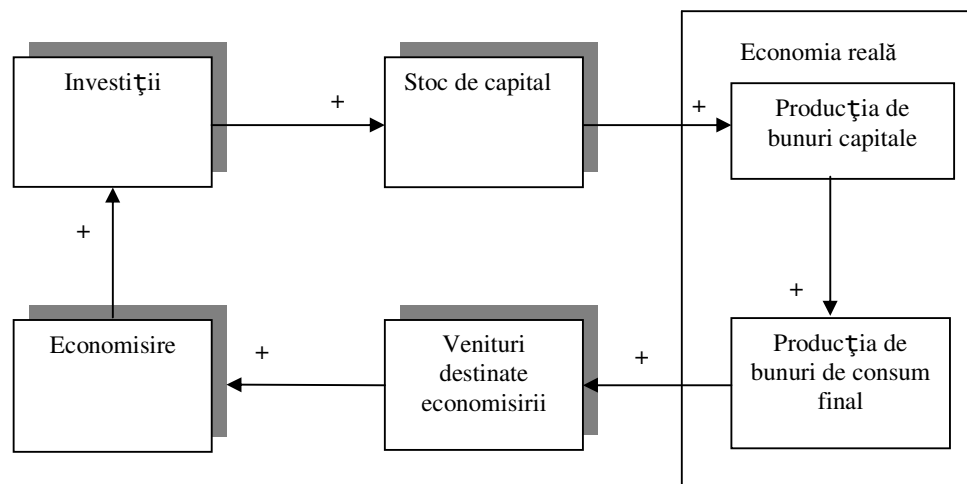 Economia reală
Investiţii
+
Stoc de capital
+
Producţia de
bunuri capitale
+
+
Economisire
+
Venituri
destinate
economisirii
+
Producţia de
bunuri de consum
final